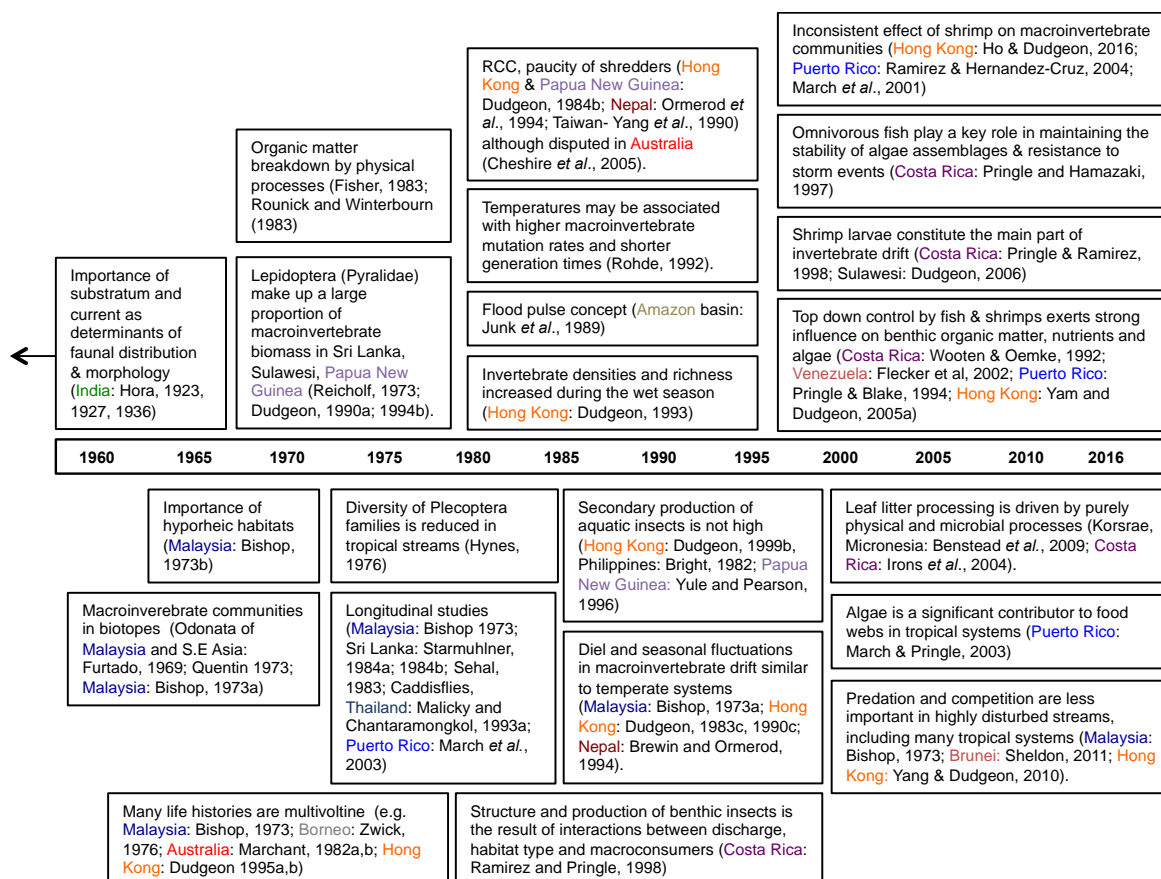 Inconsistent effect of shrimp on macroinvertebrate
communities (Hong Kong: Ho & Dudgeon, 2016;
Puerto Rico: Ramirez & Hernandez-Cruz, 2004;
March et al., 2001)
RCC, paucity of shredders (Hong
Kong & Papua New Guinea:
Dudgeon, 1984b; Nepal: Ormerod et
al., 1994; Taiwan- Yang et al., 1990)
although disputed in Australia
(Cheshire et al., 2005).
Omnivorous fish play a key role in maintaining the
stability of algae assemblages & resistance to
storm events (Costa Rica: Pringle and Hamazaki,
1997)
Organic matter
breakdown by physical
processes (Fisher, 1983;
Rounick and Winterbourn
(1983)
Temperatures may be associated
with higher macroinvertebrate
mutation rates and shorter
generation times (Rohde, 1992).
Shrimp larvae constitute the main part of
invertebrate drift (Costa Rica: Pringle & Ramirez,
1998; Sulawesi: Dudgeon, 2006)
Importance of
substratum and
current as
determinants of
faunal distribution
& morphology
(India: Hora, 1923,
1927, 1936)
Lepidoptera (Pyralidae)
make up a large
proportion of
macroinvertebrate
biomass in Sri Lanka,
Sulawesi, Papua New
Guinea (Reicholf, 1973;
Dudgeon, 1990a; 1994b).
Flood pulse concept (Amazon basin:
Junk et al., 1989)
Invertebrate densities and richness
increased during the wet season
(Hong Kong: Dudgeon, 1993)
Top down control by fish & shrimps exerts strong
influence on benthic organic matter, nutrients and
algae (Costa Rica: Wooten & Oemke, 1992;
Venezuela: Flecker et al, 2002; Puerto Rico:
Pringle & Blake, 1994; Hong Kong: Yam and
Dudgeon, 2005a)
1960 1965 1970 1975 1980 1985 1990 1995 2000 2005 2010 2016
Importance of
hyporheic habitats
(Malaysia: Bishop,
1973b)
Diversity of Plecoptera
families is reduced in
tropical streams (Hynes,
1976)
Secondary production of
aquatic insects is not high
(Hong Kong: Dudgeon, 1999b,
Philippines: Bright, 1982; Papua
New Guinea: Yule and Pearson,
1996)
Leaf litter processing is driven by purely
physical and microbial processes (Korsrae,
Micronesia: Benstead et al., 2009; Costa
Rica: Irons et al., 2004).
Macroinverebrate communities
in biotopes (Odonata of
Malaysia and S.E Asia:
Furtado, 1969; Quentin 1973;
Malaysia: Bishop, 1973a)
Longitudinal studies
(Malaysia: Bishop 1973;
Sri Lanka: Starmuhlner,
1984a; 1984b; Sehal,
1983; Caddisflies,
Thailand: Malicky and
Chantaramongkol, 1993a;
Puerto Rico: March et al.,
2003)
Diel and seasonal fluctuations
in macroinvertebrate drift similar
to temperate systems
(Malaysia: Bishop, 1973a; Hong
Kong: Dudgeon, 1983c, 1990c;
Nepal: Brewin and Ormerod,
1994).
Algae is a significant contributor to food
webs in tropical systems (Puerto Rico:
March & Pringle, 2003)
Predation and competition are less
important in highly disturbed streams,
including many tropical systems (Malaysia:
Bishop, 1973; Brunei: Sheldon, 2011; Hong
Kong: Yang & Dudgeon, 2010).
Many life histories are multivoltine (e.g.
Malaysia: Bishop, 1973; Borneo: Zwick,
1976; Australia: Marchant, 1982a,b; Hong
Kong: Dudgeon 1995a,b)
Structure and production of benthic insects is
the result of interactions between discharge,
habitat type and macroconsumers (Costa Rica:
Ramirez and Pringle, 1998)